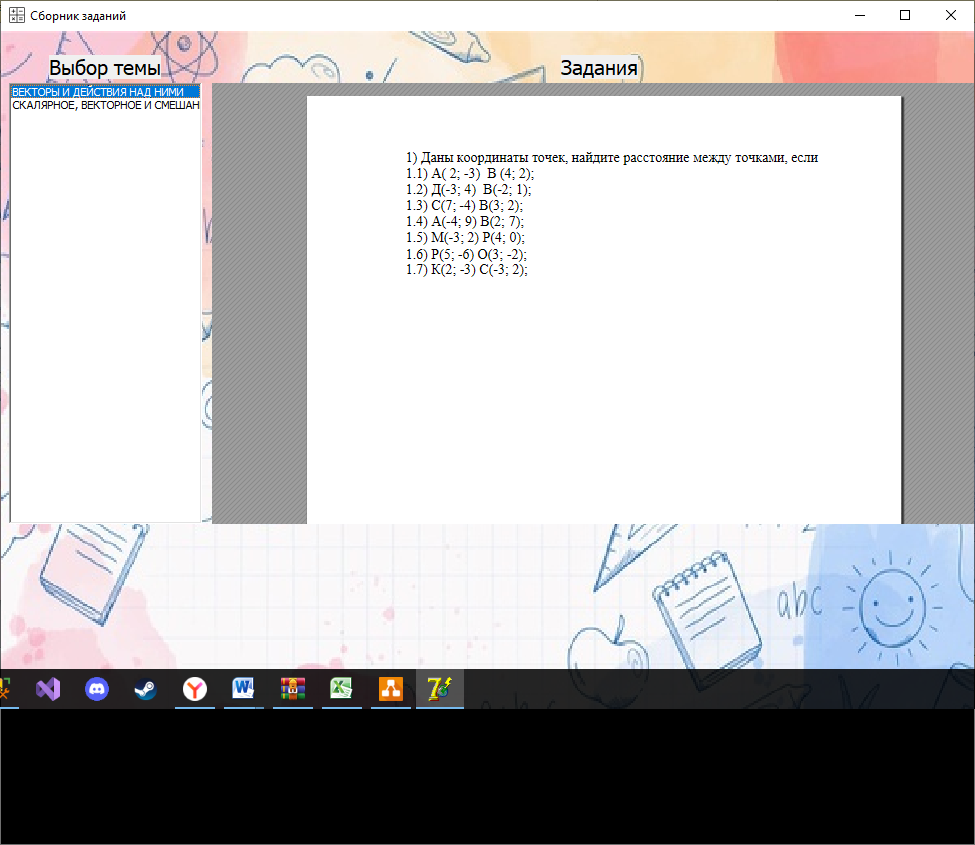 Сборник заданий
Выбор темы
Задания
ВЕКТОРЫ И ДЕЙСТВИЯ НАД НИМИ
СКАЛЯРНОЕ, ВЕКТОРНОЕ И СМЕШАН
1) Даны координаты точек, найдите расстояние между точками, если
1.1) А( 2; -3)  В (4; 2);
1.2) Д(-3; 4)  В(-2; 1);
1.3) С(7; -4) В(3; 2);
1.4) А(-4; 9) В(2; 7);
1.5) М(-3; 2) Р(4; 0);
1.6) Р(5; -6) О(3; -2);
1.7) К(2; -3) С(-3; 2);
abc